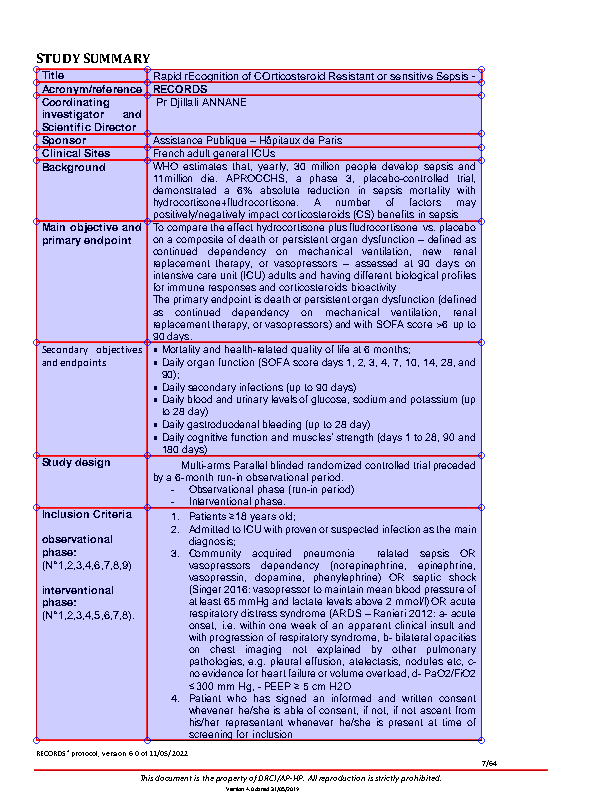 STUDY SUMMARY
Title Rapid rEcognition of COrticosteroid Resistant or sensitive Sepsis -
Acronym/reference RECORDS
Coordinating investigator and Scientific Director Pr Djillali ANNANE
Sponsor Assistance Publique – Hôpitaux de Paris
Clinical Sites French adult general ICUs
Background WHO estimates that, yearly, 30 million people develop sepsis and
11million die. APROCCHS, a phase 3, placebo-controlled trial,
demonstrated a 6% absolute reduction in sepsis mortality with
hydrocortisone+fludrocortisone. A number of factors may
positively/negatively impact corticosteroids (CS) benefits in sepsis
Main objective and primary endpoint To compare the effect hydrocortisone plus fludrocortisone vs. placebo
on a composite of death or persistent organ dysfunction – defined as
continued dependency on mechanical ventilation, new renal
replacement therapy, or vasopressors – assessed at 90 days on
intensive care unit (ICU) adults and having different biological profiles
for immune responses and corticosteroids bioactivity
The primary endpoint is death or persistent organ dysfunction (defined
as continued dependency on mechanical ventilation, renal
replacement therapy, or vasopressors) and with SOFA score >6 up to
90 days.
Secondary objectives and endpoints
▪ Mortality and health-related quality of life at 6 months;
▪ Daily organ function (SOFA score days 1, 2, 3, 4, 7, 10, 14, 28, and
90);
▪ Daily secondary infections (up to 90 days)
▪ Daily blood and urinary levels of glucose, sodium and potassium (up
to 28 day)
▪ Daily gastroduodenal bleeding (up to 28 day)
▪ Daily cognitive function and muscles' strength (days 1 to 28, 90 and
180 days)
Study design
Multi-arms Parallel blinded randomized controlled trial preceded
by a 6-month run-in observational period.
- Observational phase (run-in period)
- Interventional phase.
Inclusion Criteria
observational
phase:
(N°1,2,3,4,6,7,8,9)
interventional
phase:
(N°1,2,3,4,5,6,7,8).
1. Patients ≥18 years old;
2. Admitted to ICU with proven or suspected infection as the main
diagnosis;
3. Community acquired pneumonia related sepsis OR
vasopressors dependency (norepinephrine, epinephrine,
vasopressin, dopamine, phenylephrine) OR septic shock
(Singer 2016: vasopressor to maintain mean blood pressure of
at least 65 mmHg and lactate levels above 2 mmol/l) OR acute
respiratory distress syndrome (ARDS – Ranieri 2012: a- acute
onset, i.e. within one week of an apparent clinical insult and
with progression of respiratory syndrome, b- bilateral opacities
on chest imaging not explained by other pulmonary
pathologies, e.g. pleural effusion, atelectasis, nodules etc, c-
no evidence for heart failure or volume overload, d- PaO2/FiO2
≤ 300 mm Hg, - PEEP ≥ 5 cm H2O
4. Patient who has signed an informed and written consent
whenever he/she is able of consent, if not, if not ascent from
his/her representant whenever he/she is present at time of
screening for inclusion
RECORDS" protocol, version 6.0 of 11/05/2022
7/64
This document is the property of DRCI/AP-HP. All reproduction is strictly prohibited.
Version 4.0 dated 31/05/2019